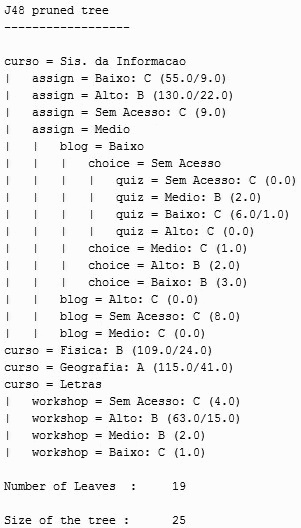 J48 pruned tree
------------------
curso = Sis. da Informacao
|   assign = Baixo: C (55.0/9.0)
|   assign = Alto: B (130.0/22.0)
|   assign = Sem Acesso: C (9.0)
|   assign = Medio
|   |   blog = Baixo
|   |   |   choice = Sem Acesso
|   |   |   |   quiz = Sem Acesso: C (0.0)
|   |   |   |   quiz = Medio: B (2.0)
|   |   |   |   quiz = Baixo: C (6.0/1.0)
|   |   |   |   quiz = Alto: C (0.0)
|   |   |   choice = Medio: C (1.0)
|   |   |   choice = Alto: B (2.0)
|   |   |   choice = Baixo: B (3.0)
|   |   blog = Alto: C (0.0)
|   |   blog = Sem Acesso: C (8.0)
|   |   blog = Medio: C (0.0)
curso = Fisica: B (109.0/24.0)
curso = Geografia: A (115.0/41.0)
curso = Letras
|   workshop = Sem Acesso: C (4.0)
|   workshop = Alto: B (63.0/15.0)
|   workshop = Medio: B (2.0)
|   workshop = Baixo: C (1.0)
Number of Leaves  :     19
Size of the tree :      25